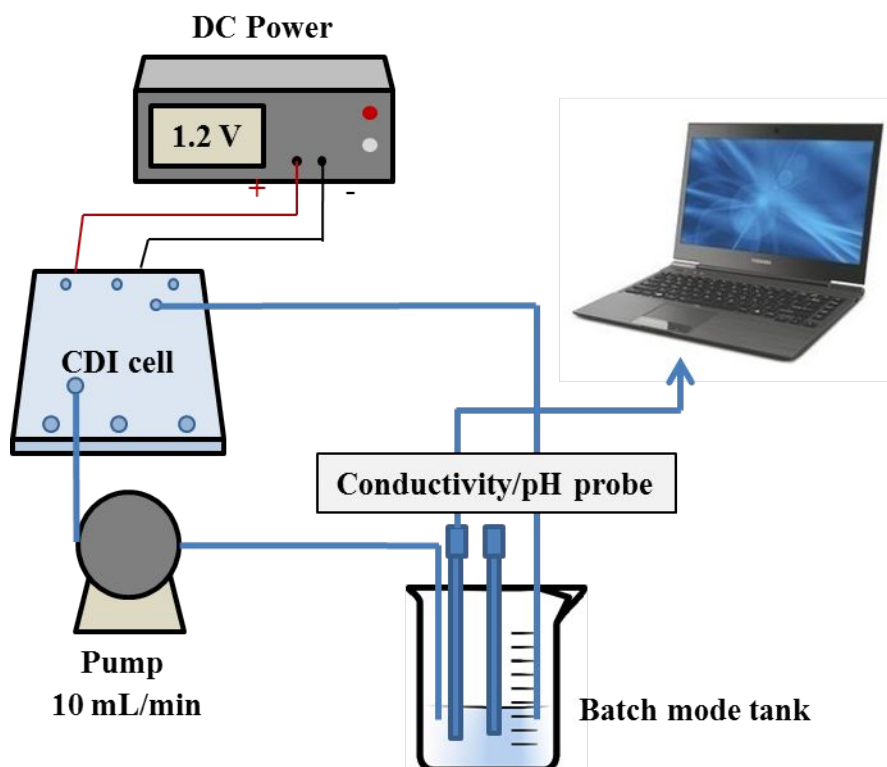 DC Power
1.2 V
+
-
CDI cell
Conductivity/pH probe
Pump
10 mL/min
Batch mode tank